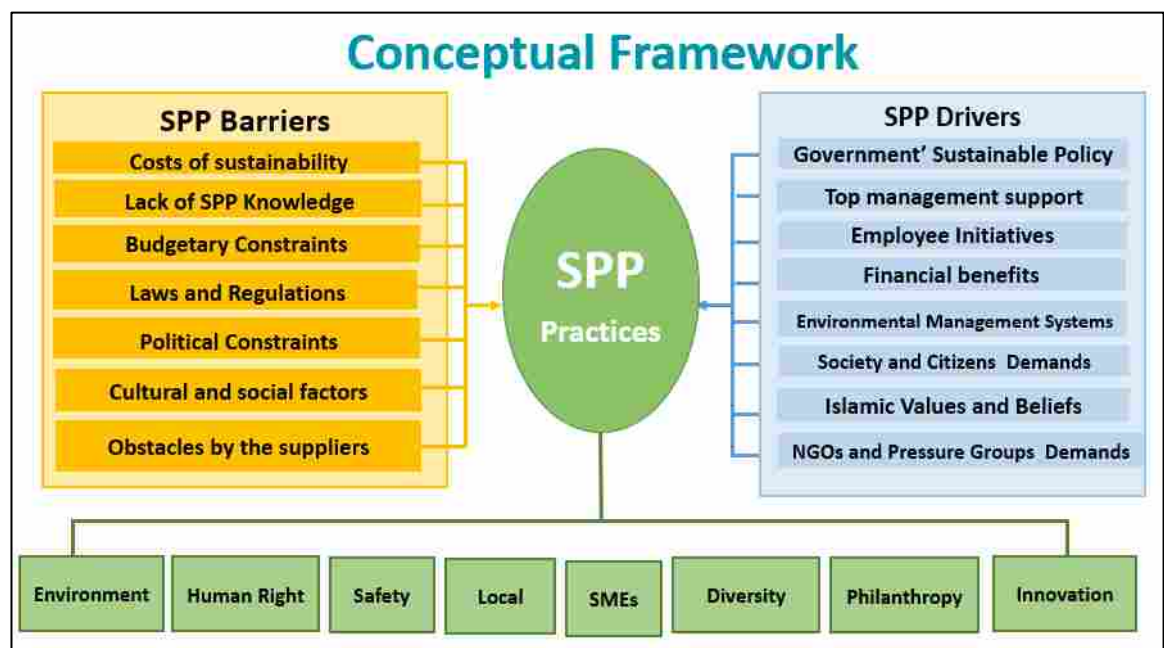 Conceptual Framework
SPP Barriers
Costs of sustainability
Lack of SPP Knowledge
Budgetary Constraints
Laws and Regulations
Political Constraints
Cultural and social factors
Obstacles by the suppliers
SPP
Practices
SPP Drivers
Government' Sustainable Policy
Top management support
Employee Initiatives
Financial benefits
Environmental Management Systems
Society and Citizens Demands
Islamic Values and Beliefs
NGOs and Pressure Groups Demands
Environment
Human Right
Safety
Local
SMEs
Diversity
Philanthropy
Innovation